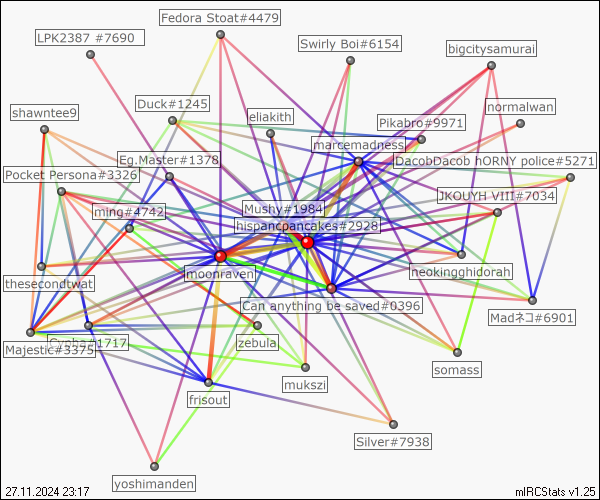 Fedora Stoat#4479
LPK2387 #7690
Swirly Boi#6154
bigcitysamurai
shawntee9
Duck#1245
eliakith
normalwan
Pikabro#9971
marcemadness
Eg.Master#1378
DacobDacob hORNY police#5271
Pocket Persona#3326
JKOUYH VIII#7034
ming#4742
Mushy#1984
hispancpancakes#2928
thesecondtwat
moonraven
neokingghidorah
Can anything be saved#0396
Madネコ#6901
Majestic#3375
#1717
zebula
somass
mukszi
frisout
Silver#7938
yoshimanden
27.11.2024 23:17
mIRCStats v1.25